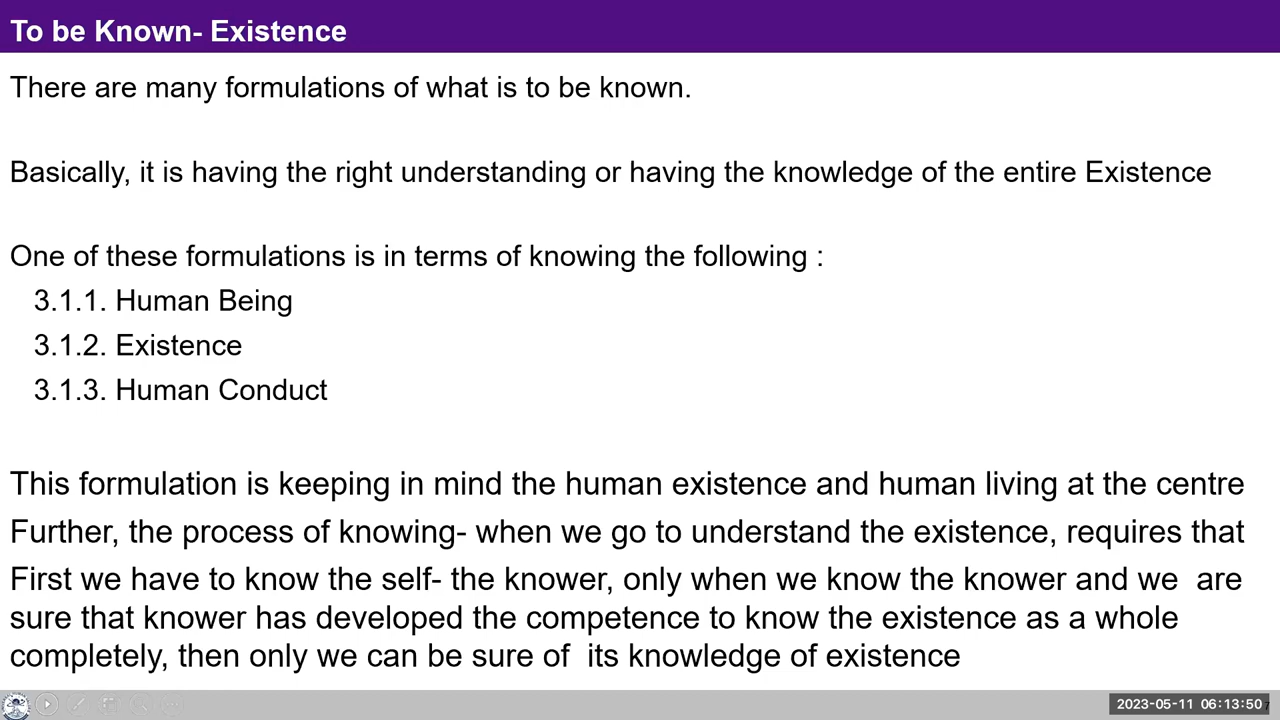 To be Known- Existence
There are many formulations of what is to be known.
Basically, it is having the right understanding or having the knowledge of the entire Existence
One of these formulations is in terms of knowing the following :
3.1.1. Human Being
3.1.2. Existence
3.1.3. Human Conduct
This formulation is keeping in mind the human existence and human living at the centre
Further, the process of knowing- when we go to understand the existence, requires that
First we have to know the self- the knower, only when we know the knower and we are
sure that knower has developed the competence to know the existence as a whole
completely, then only we can be sure of its knowledge of existence
2023-05-11 06:13:50
7